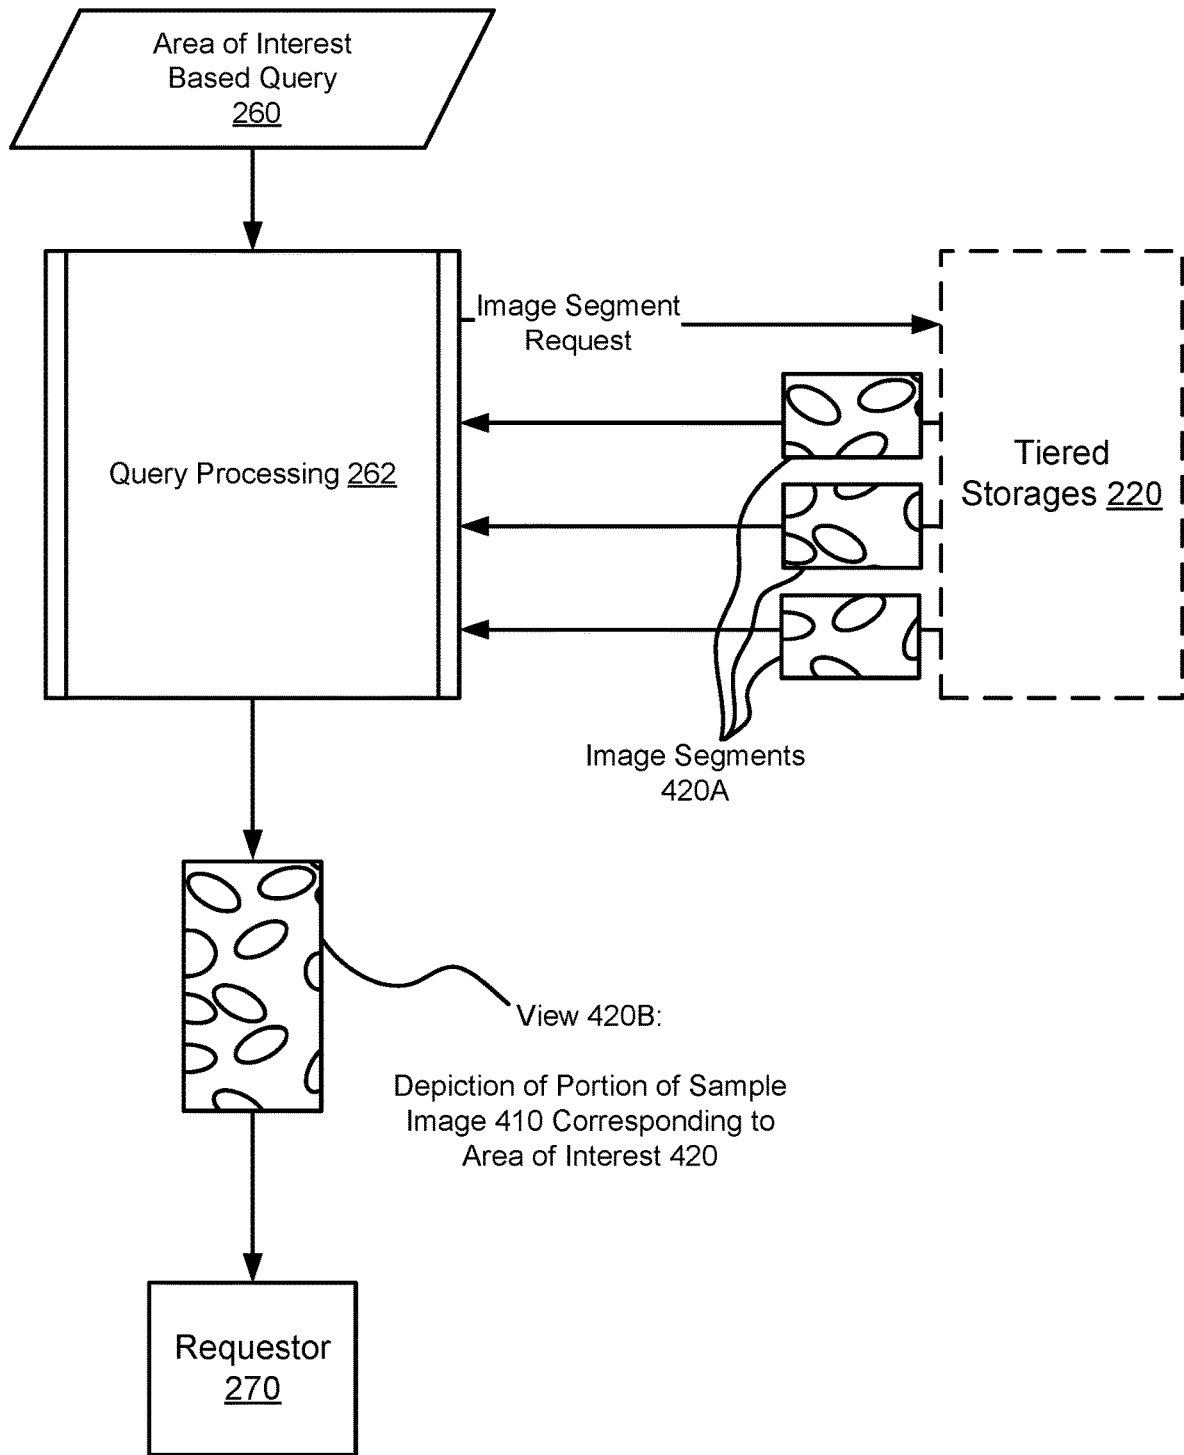 Area of Interest
Based Query
260
Image Segment
Request
Query Processing 262
Tiered
Storages 220
Image Segments
420A
View 420B:
Depiction of Portion of Sample
Image 410 Corresponding to
Area of Interest 420
Requestor
270